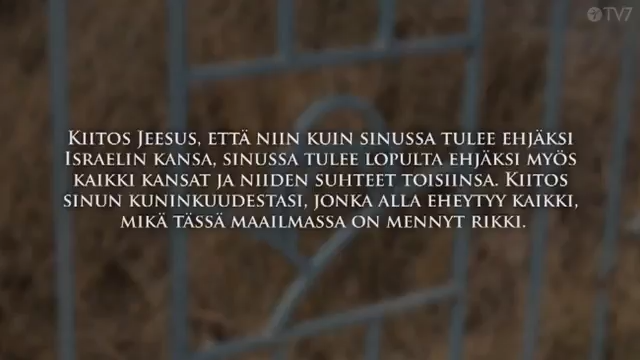 TV7
Kiitos Jeesus, että niin kuin sinussa tulee ehjäksi
Israelin kansa, sinussa tulee lopulta ehjäksi myös
kaikki kansat ja niiden suhteet toisiinsa. Kiitos
sinun kuninkuudestasi, jonka alla eheytyy kaikki,
mikä tässä maailmassa on mennyt rikki.